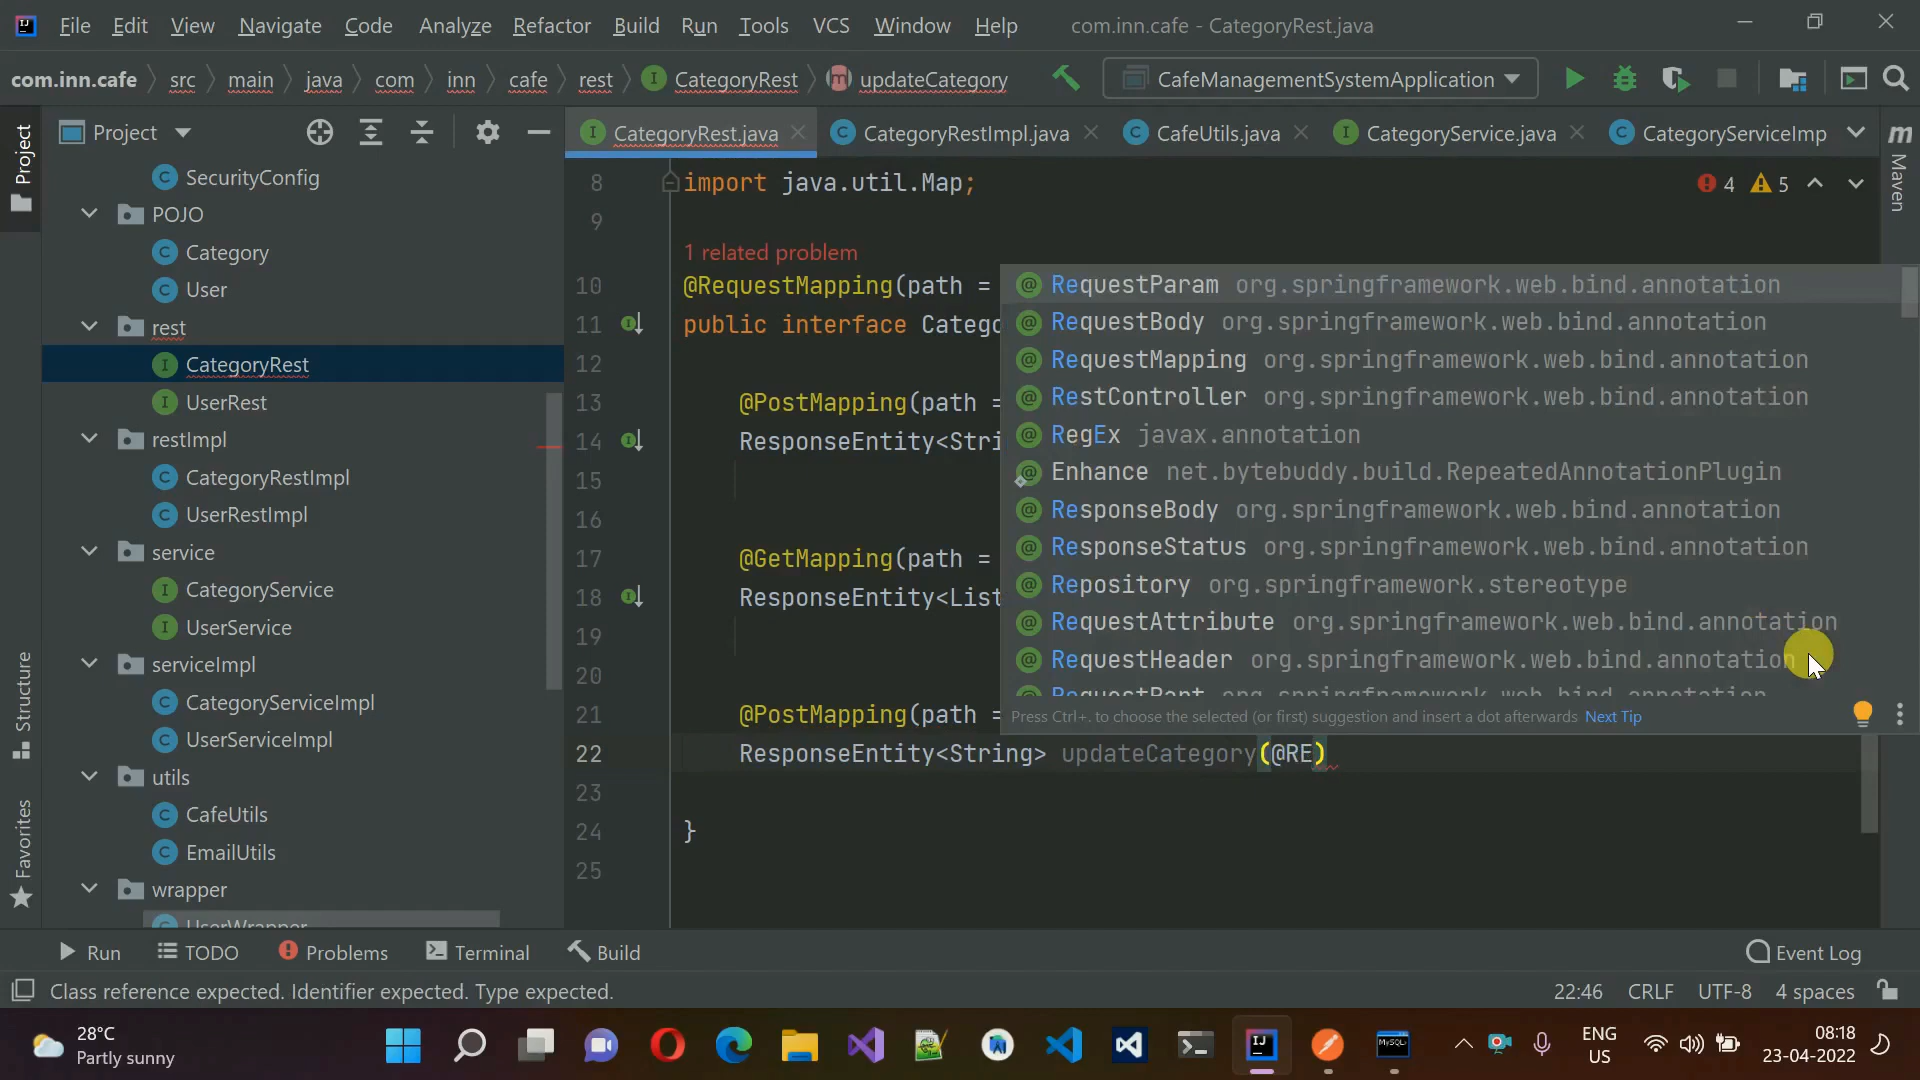 File Edit View Navigate Code Analyze Refactor Build Run Tools VCS Window Help com.inn.cafe - CategoryRest.java
com.inn.cafe src main java com inn cafe rest CategoryRest updateCategory CafeManagementSystemApplication
Project CategoryRest.java CategoryRestImpl.java CafeUtils.java CategoryService.java CategoryServiceImp
Project
Maven
Structure
Favorites
SecurityConfig
POJO
Category
User
rest
CategoryRest
UserRest
restImpl
CategoryRestImpl
UserRestImpl
service
CategoryService
UserService
serviceImpl
CategoryServiceImpl
UserServiceImpl
utils
CafeUtils
EmailUtils
wrapper
UserWrapper
8 import java.util.Map; 4 5
9
1 related problem
10 @RequestMapping(path =
11 public interface Catego
12
13 @PostMapping(path =
14 ResponseEntity<Stri
15
16
17 @GetMapping(path =
18 ResponseEntity<List
19
20
21 @PostMapping(path =
22 ResponseEntity<String> updateCategory(@RE)
23
24 }
25
RequestParam org.springframework.web.bind.annotation
RequestBody org.springframework.web.bind.annotation
RequestMapping org.springframework.web.bind.annotation
RestController org.springframework.web.bind.annotation
RegEx javax.annotation
Enhance net.bytebuddy.build.RepeatedAnnotationPlugin
ResponseBody org.springframework.web.bind.annotation
ResponseStatus org.springframework.web.bind.annotation
Repository org.springframework.stereotype
RequestAttribute org.springframework.web.bind.annotation
RequestHeader org.springframework.web.bind.annotation
RequestPart org.springframework.web.bind.annotation
Press Ctrl+. to choose the selected (or first) suggestion and insert a dot afterwards Next Tip
Run TODO Problems Terminal Build Event Log
Class reference expected. Identifier expected. Type expected. 22:46 CRLF UTF-8 4 spaces
28°C
Partly sunny
ENG
US
08:18
23-04-2022